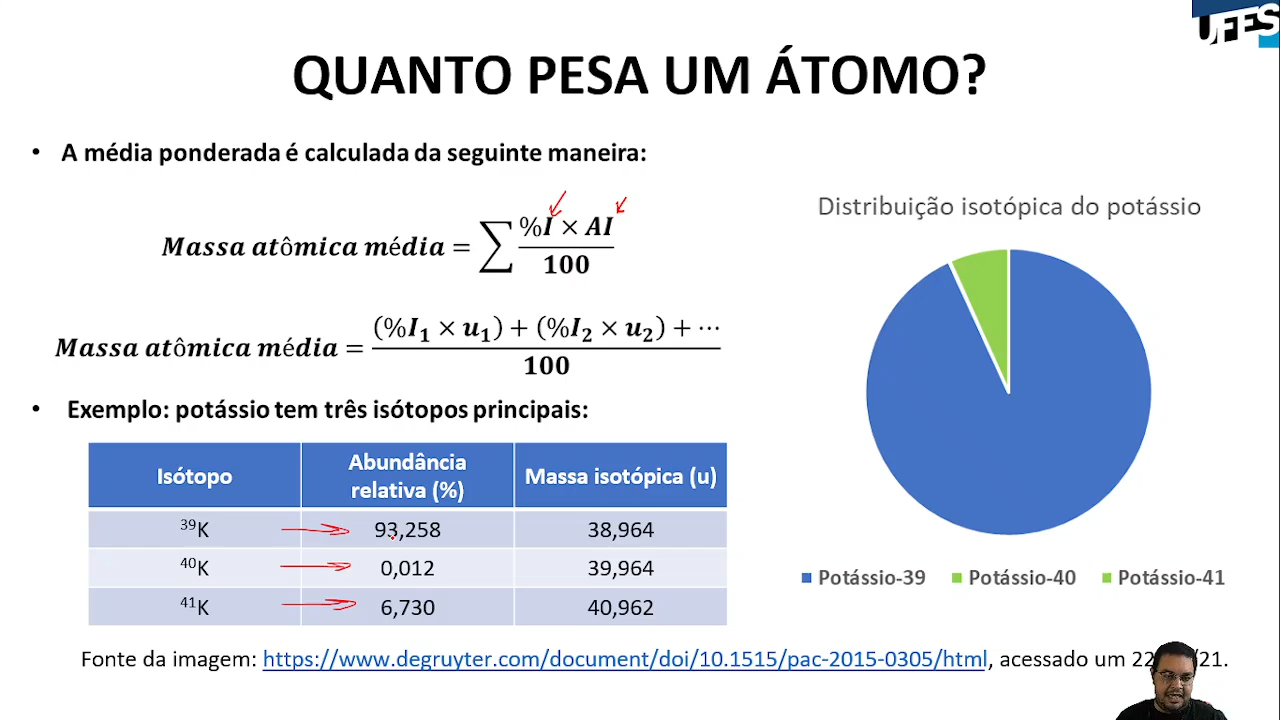 UFES
QUANTO PESA UM ÁTOMO?
• A média ponderada é calculada da seguinte maneira:
Massa atômica média = ∑ %I × AI / 100
Massa atômica média = (%I₁ × u₁) + (%I₂ × u₂) + ⋯ / 100
• Exemplo: potássio tem três isótopos principais:
Isótopo Abundância relativa (%) Massa isotópica (u)
³⁹K 93,258 38,964
⁴⁰K 0,012 39,964
⁴¹K 6,730 40,962
Distribuição isotópica do potássio
Potássio-39 Potássio-40 Potássio-41
Fonte da imagem: https://www.degruyter.com/document/doi/10.1515/pac-2015-0305/html, acessado um 22 /21.